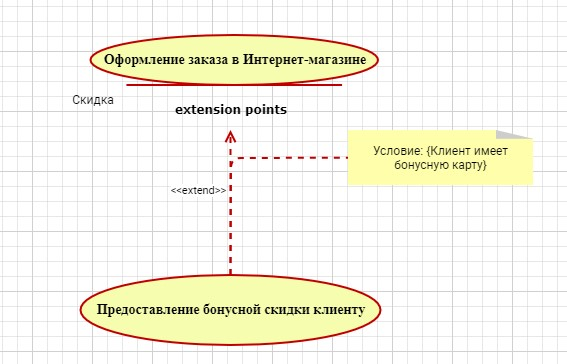 Оформление заказа в Интернет-магазине
Скидка
extension points
Условие: {Клиент имеет
бонусную карту}
<<extend>>
Предоставление бонусной скидки клиенту